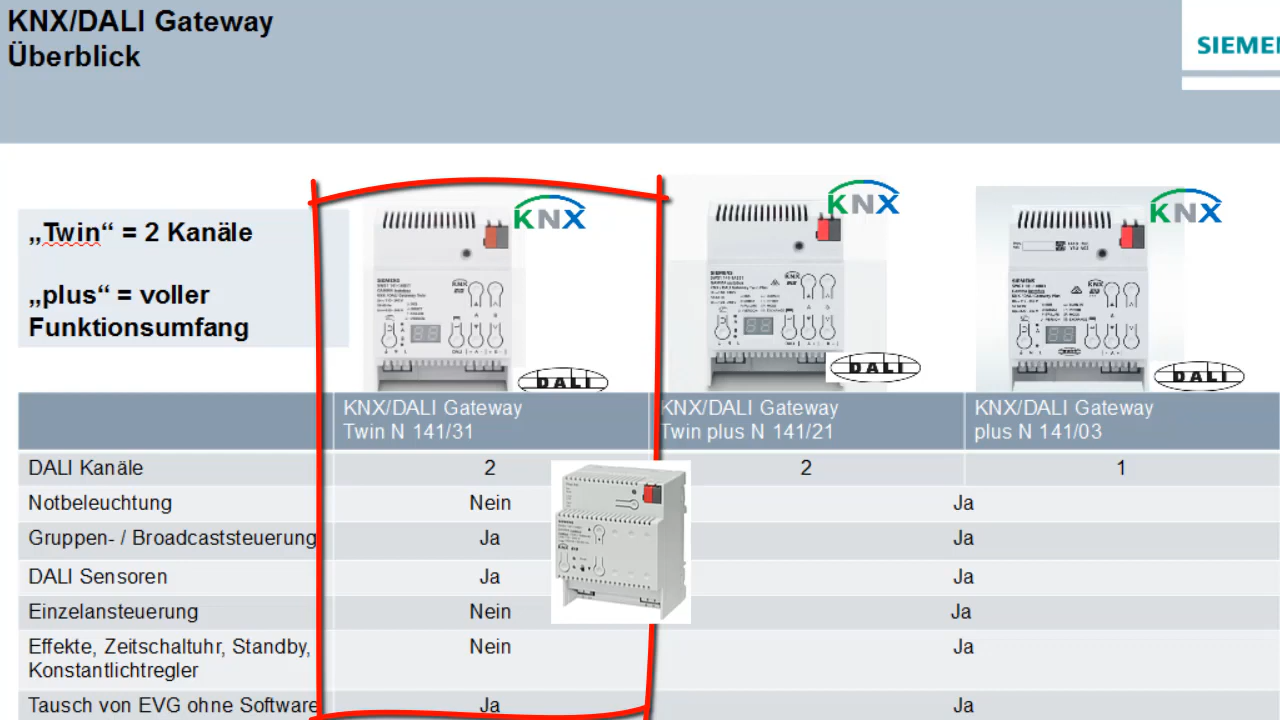 KNX/DALI Gateway
Überblick
SIEME
„Twin“ = 2 Kanäle
„plus“ = voller
Funktionsumfang
KNX
KNX
KNX
DALI
DALI
DALI
KNX/DALI Gateway
Twin N 141/31
KNX/DALI Gateway
Twin plus N 141/21
KNX/DALI Gateway
plus N 141/03
DALI Kanäle 2 2 1
Notbeleuchtung Nein Ja
Gruppen- / Broadcaststeuerung Ja Ja
DALI Sensoren Ja Ja
Einzelansteuerung Nein Ja
Effekte, Zeitschaltuhr, Standby, Nein Ja
Konstantlichtregler
Tausch von EVG ohne Software Ja Ja